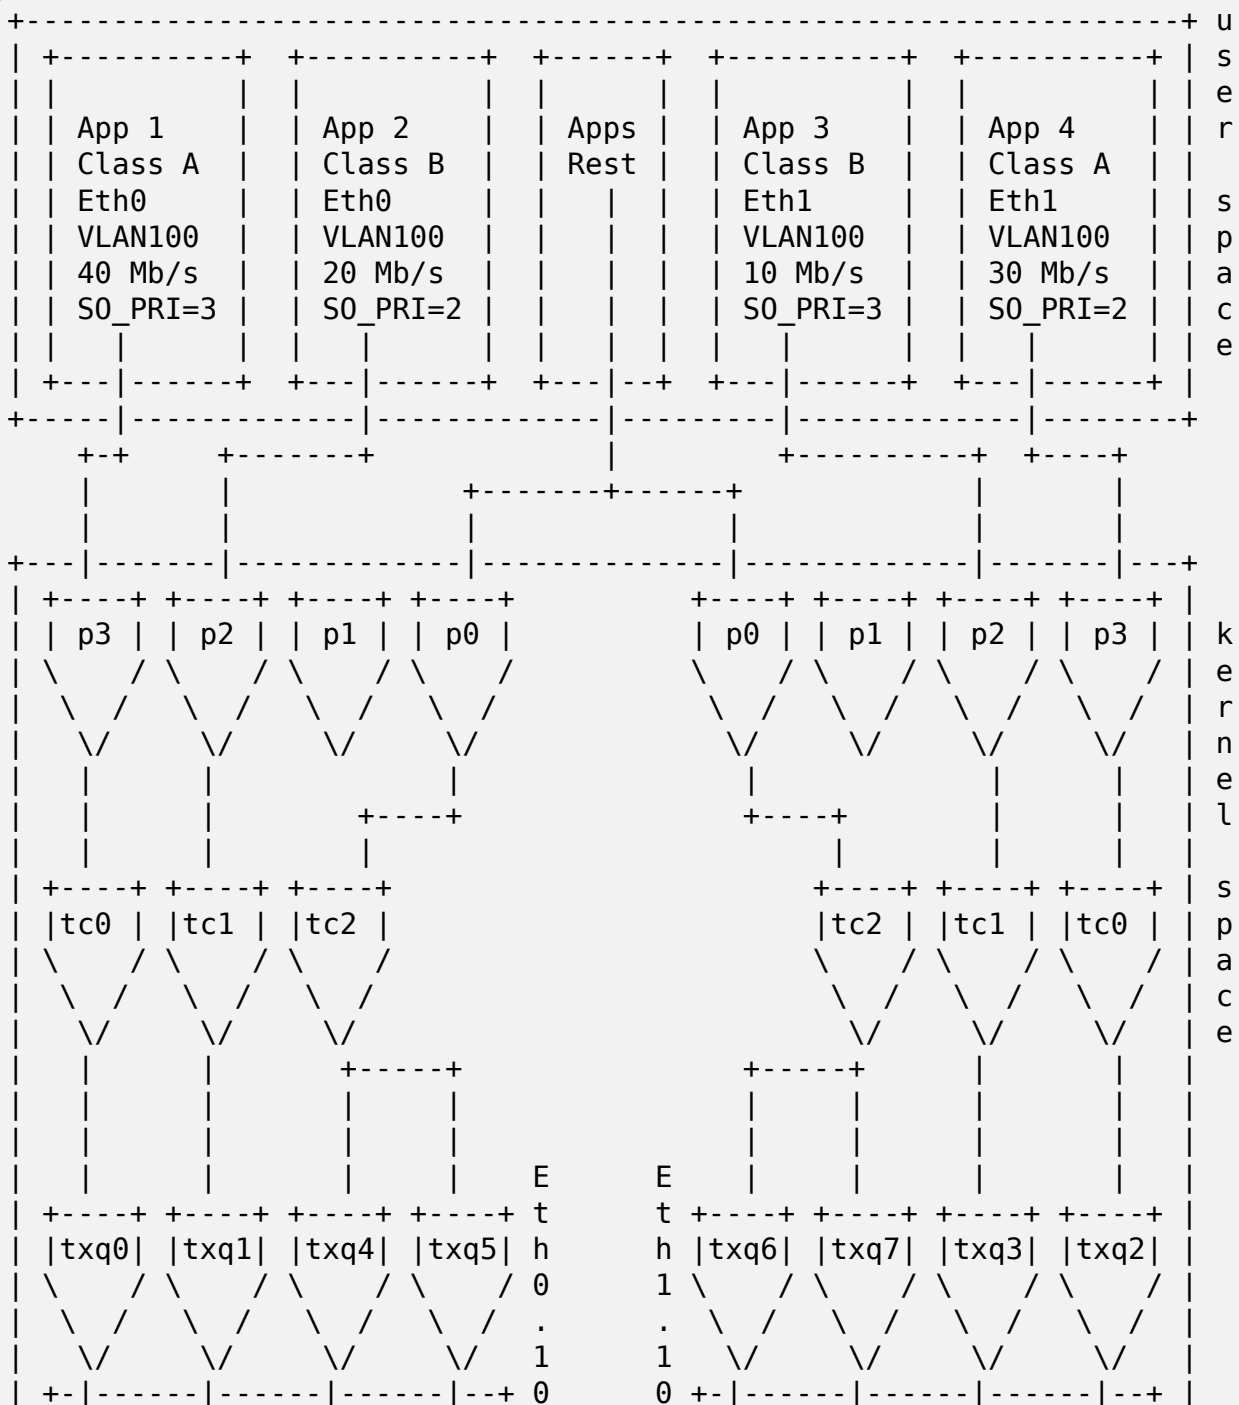 +------------------------------------------------------------------+ u
| +----------+  +----------+  +------+  +----------+  +----------+ | s
| |          |  |          |  |      |  |          |  |          | | e
| | App 1    |  | App 2    |  | Apps |  | App 3    |  | App 4    | | r
| | Class A  |  | Class B  |  | Rest |  | Class B  |  | Class A  | |
| | Eth0     |  | Eth0     |  |   |  |  | Eth1     |  | Eth1     | | s
| | VLAN100  |  | VLAN100  |  |   |  |  | VLAN100  |  | VLAN100  | | p
| | 40 Mb/s  |  | 20 Mb/s  |  |   |  |  | 10 Mb/s  |  | 30 Mb/s  | | a
| | SO_PRI=3 |  | SO_PRI=2 |  |   |  |  | SO_PRI=3 |  | SO_PRI=2 | | c
| |   |      |  |   |      |  |   |  |  |   |      |  |   |      | | e
| +---|------+  +---|------+  +---|--+  +---|------+  +---|------+ |
+-----|-------------|-------------|---------|-------------|--------+
    +-+     +-------+             |         +----------+  +----+
    |       |             +-------+------+             |       |
    |       |             |              |             |       |
+---|-------|-------------|--------------|-------------|-------|---+
| +----+ +----+ +----+ +----+          +----+ +----+ +----+ +----+ |
| | p3 | | p2 | | p1 | | p0 |          | p0 | | p1 | | p2 | | p3 | | k
| \    / \    / \    / \    /          \    / \    / \    / \    / | e
|  \  /   \  /   \  /   \  /            \  /   \  /   \  /   \  /  | r
|   \/     \/     \/     \/              \/     \/     \/     \/   | n
|   |      |             |                |             |      |   | e
|   |      |        +----+                +----+        |      |   | l
|   |      |        |                          |        |      |   |
| +----+ +----+ +----+                        +----+ +----+ +----+ | s
| |tc0 | |tc1 | |tc2 |                        |tc2 | |tc1 | |tc0 | | p
| \    / \    / \    /                        \    / \    / \    / | a
|  \  /   \  /   \  /                          \  /   \  /   \  /  | c
|   \/     \/     \/                            \/     \/     \/   | e
|   |      |       +-----+                +-----+      |       |   |
|   |      |       |     |                |     |      |       |   |
|   |      |       |     |                |     |      |       |   |
|   |      |       |     |    E      E    |     |      |       |   |
| +----+ +----+ +----+ +----+ t      t +----+ +----+ +----+ +----+ |
| |txq0| |txq1| |txq4| |txq5| h      h |txq6| |txq7| |txq3| |txq2| |
| \    / \    / \    / \    / 0      1 \    / \    / \    / \    / |
|  \  /   \  /   \  /   \  /  .      .  \  /   \  /   \  /   \  /  |
|   \/     \/     \/     \/   1      1   \/     \/     \/     \/   |
| +-|------|------|------|--+ 0      0 +-|------|------|------|--+ |